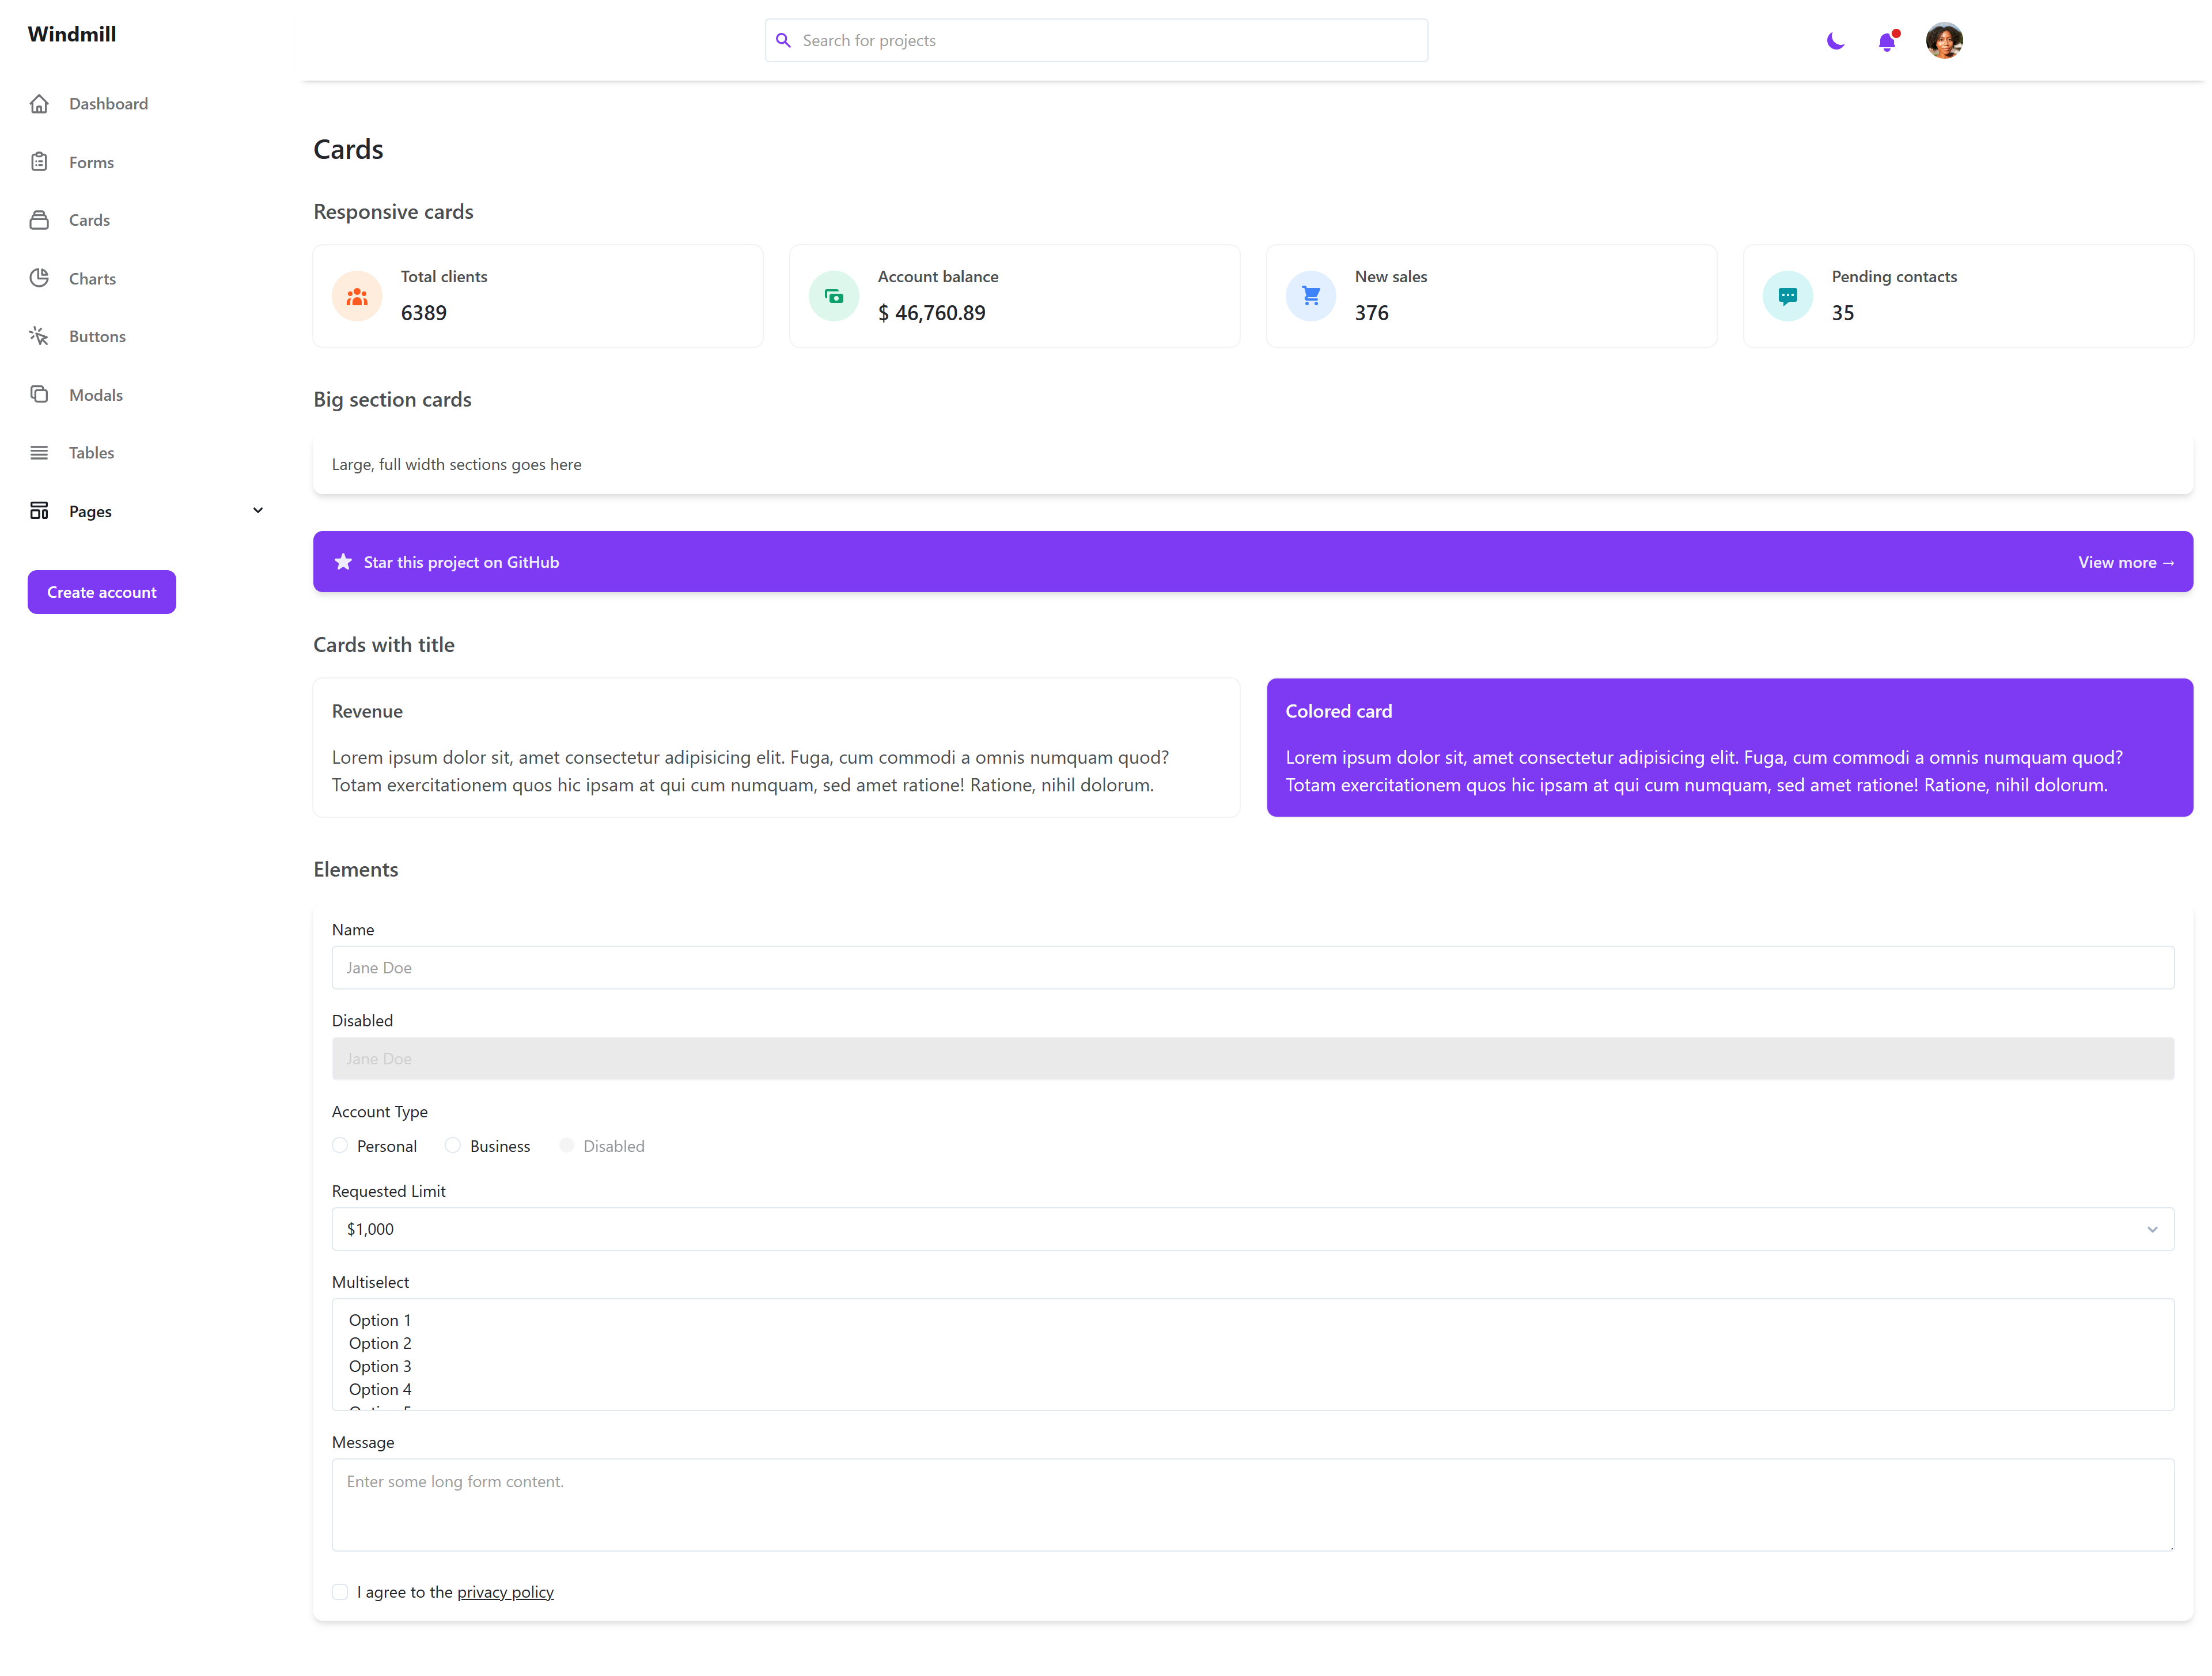 Windmill
Search for projects
Dashboard
Forms
Cards
Charts
Buttons
Modals
Tables
Pages
Create account
Cards
Responsive cards
Total clients
6389
Account balance
$ 46,760.89
New sales
376
Pending contacts
35
Big section cards
Large, full width sections goes here
Star this project on GitHub
View more →
Cards with title
Revenue
Lorem ipsum dolor sit, amet consectetur adipisicing elit. Fuga, cum commodi a omnis numquam quod?
Totam exercitationem quos hic ipsam at qui cum numquam, sed amet ratione! Ratione, nihil dolorum.
Colored card
Lorem ipsum dolor sit, amet consectetur adipisicing elit. Fuga, cum commodi a omnis numquam quod?
Totam exercitationem quos hic ipsam at qui cum numquam, sed amet ratione! Ratione, nihil dolorum.
Elements
Name
Jane Doe
Disabled
Jane Doe
Account Type
Personal Business Disabled
Requested Limit
$1,000
Multiselect
Option 1
Option 2
Option 3
Option 4
Message
Enter some long form content.
I agree to the privacy policy